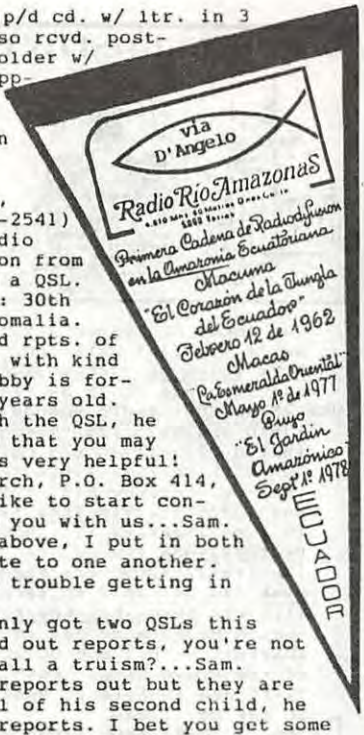 p/d cd. w/ ltr. in 3
so rcvd. post-
older w/
pp-
n
,
-2541)
dio
on from
a QSL.
: 30th
omalia.
d rpts. of
with kind
bby is for-
years old.
h the QSL, he
that you may
s very helpful!
rch, P.O. Box 414,
ike to start con-
you with us...Sam.
above, I put in both
te to one another.
trouble getting in
nly got two QSLs this
d out reports, you're not
all a truism?...Sam.
reports out but they are
l of his second child, he
reports. I bet you get some
via
D'Angelo
Radio Río Amazonas
Primera Cadena de Radiodifusion
en la Amazonia Ecuatoriana
Macuma
"El Corazón de la Jungla
del Ecuador"
Febrero 12 de 1962
Macas
"La Esmeralda Oriental"
Mayo 1º de 1977
Puyo
"El Jardin
Amazónico"
Sept 1º 1978
ECUADOR